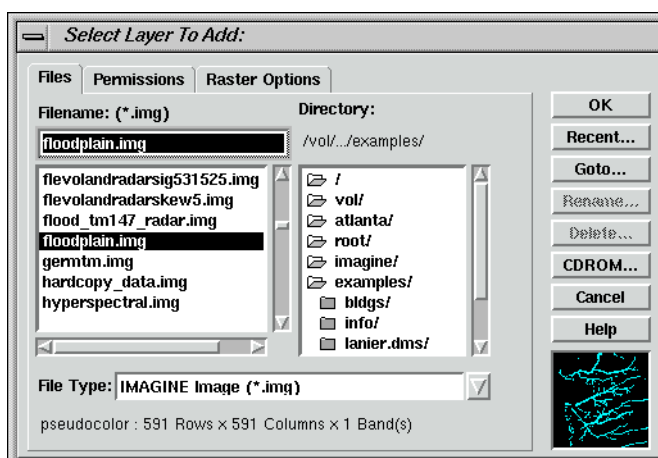 Select Layer To Add:
Files Permissions Raster Options
Filename: (*.img)
floodplain.img
flevolandradarsig531525.img
flevolandradarskew5.img
flood_tm147_radar.img
floodplain.img
germtm.img
hardcopy_data.img
hyperspectral.img
Directory:
/vol/.../examples/
/
vol/
atlanta/
root/
imagine/
examples/
bldgs/
info/
lanier.dms/
File Type: IMAGINE Image (*.img)
pseudocolor : 591 Rows x 591 Columns x 1 Band(s)
OK
Recent...
Goto...
Rename...
Delete...
CDROM...
Cancel
Help